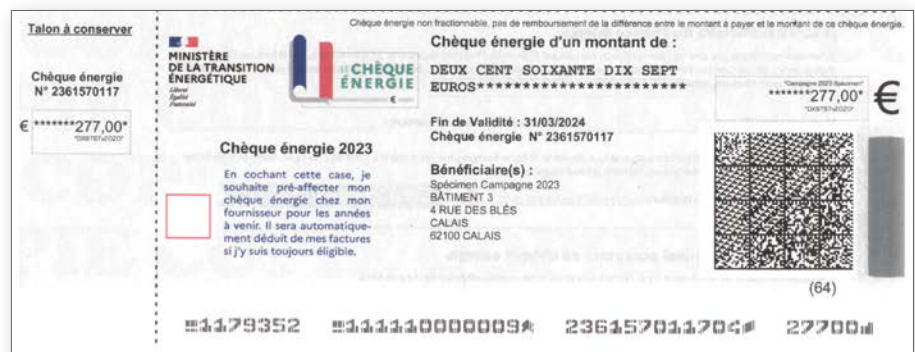 Talon à conserver
Chèque énergie
N° 2361570117
€ *******277,00*
*DXSTST+2020*
Chèque énergie non fractionnable, pas de remboursement de la différence entre le montant à payer et le montant de ce chèque énergie.
MINISTÈRE
DE LA TRANSITION
ÉNERGÉTIQUE
Liberté
Égalité
Fraternité
CHÈQUE
ÉNERGIE
€
Chèque énergie d'un montant de :
DEUX CENT SOIXANTE DIX SEPT
EUROS************************
"Campagne 2023 Spécimen"
*******277,00*
€
Fin de Validité : 31/03/2024
Chèque énergie N° 2361570117
Chèque énergie 2023
En cochant cette case, je
souhaite pré-affecter mon
chèque énergie chez mon
fournisseur pour les années
à venir. Il sera automatique-
ment déduit de mes factures
si j'y suis toujours éligible.
Bénéficiaire(s) :
Spécimen Campagne 2023
BÂTIMENT 3
4 RUE DES BLÉS
CALAIS
62100 CALAIS
(64)
1179352 111110000009 236157011704 27700